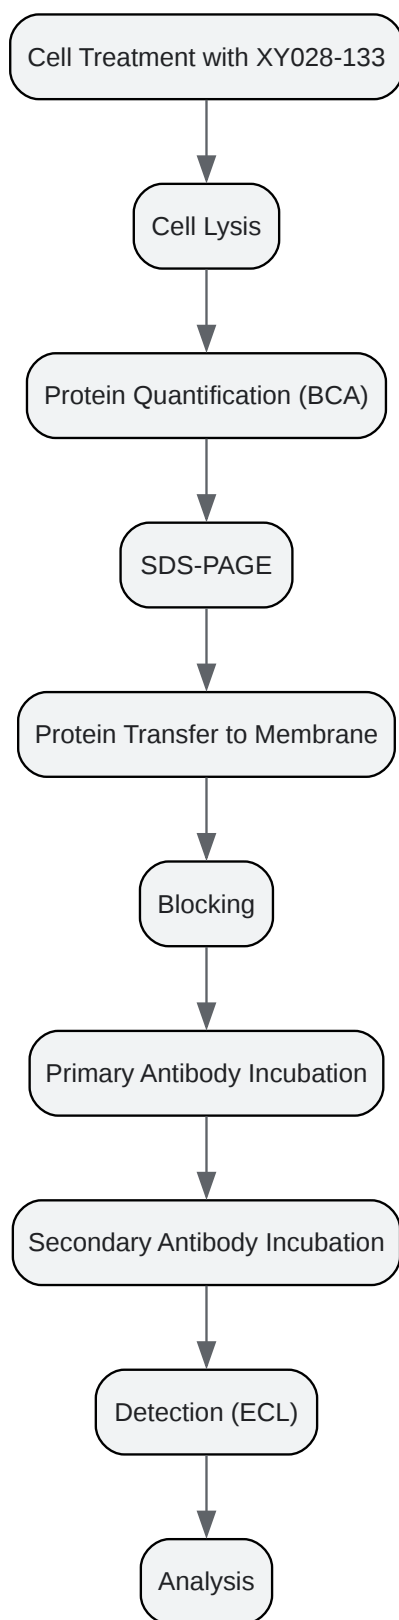 Cell Treatment with XY028-133
Cell Lysis
Protein Quantification (BCA)
SDS-PAGE
Protein Transfer to Membrane
Blocking
Primary Antibody Incubation
Secondary Antibody Incubation
Detection (ECL)
Analysis